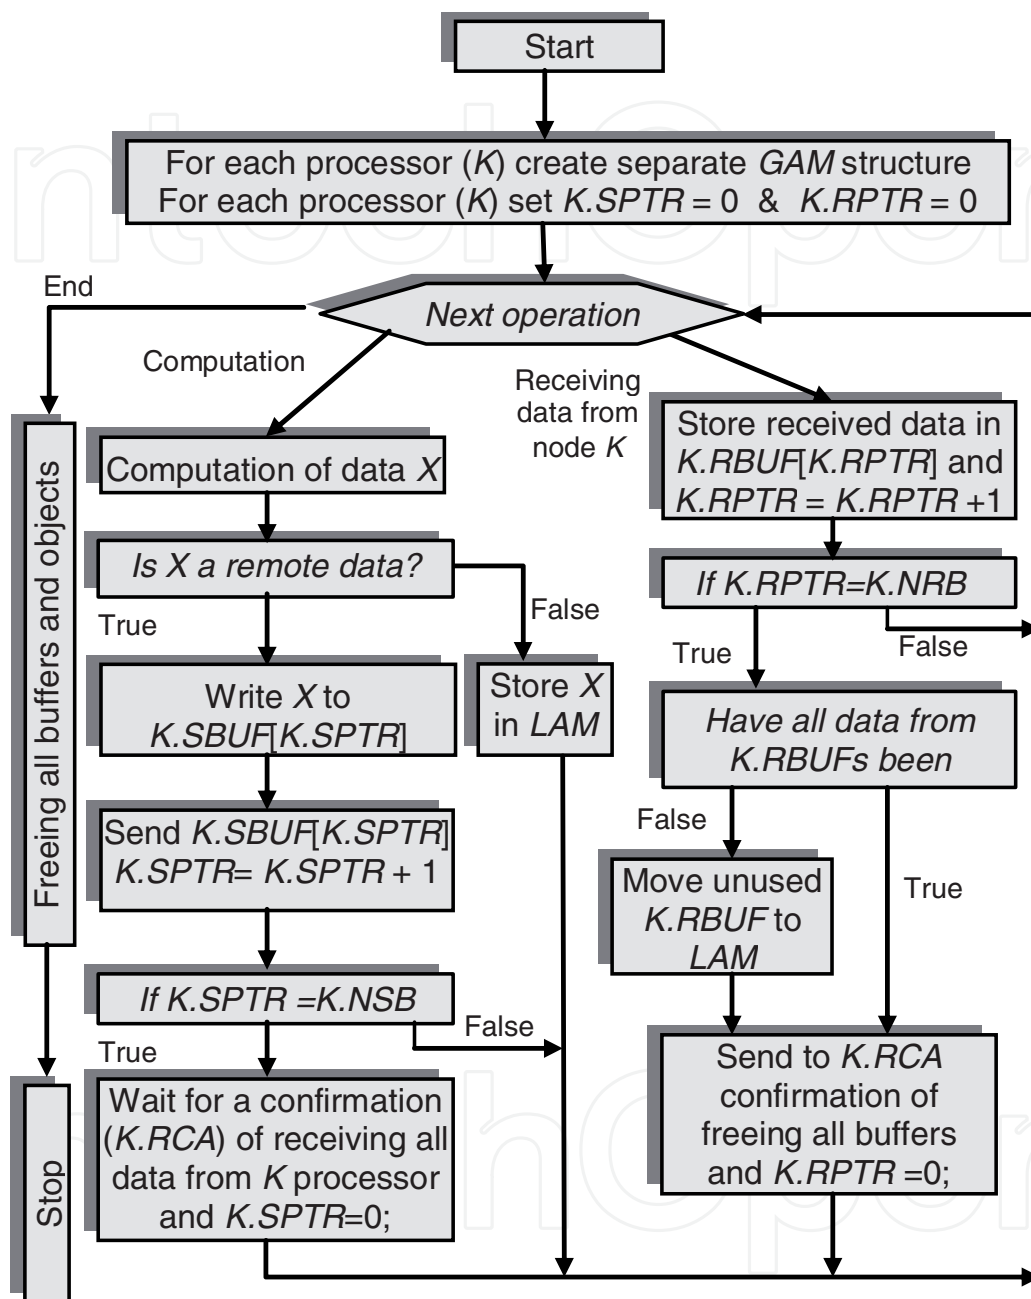 Start
For each processor (K) create separate GAM structure
For each processor (K) set K.SPTR = 0 & K.RPTR = 0
End
Next operation
Computation
Receiving
data from
node K
Store received data in
K.RBUF[K.RPTR] and
K.RPTR = K.RPTR +1
Computation of data X
Is X a remote data?
If K.RPTR=K.NRB
True
False
True
False
Write X to
K.SBUF[K.SPTR]
Store X
in LAM
Have all data from
K.RBUFs been
Freeing all buffers and objects
Send K.SBUF[K.SPTR]
K.SPTR= K.SPTR + 1
False
True
Move unused
K.RBUF to
LAM
If K.SPTR =K.NSB
False
True
Wait for a confirmation
(K.RCA) of receiving all
data from K processor
and K.SPTR=0;
Send to K.RCA
confirmation of
freeing all buffers
and K.RPTR =0;
Stop